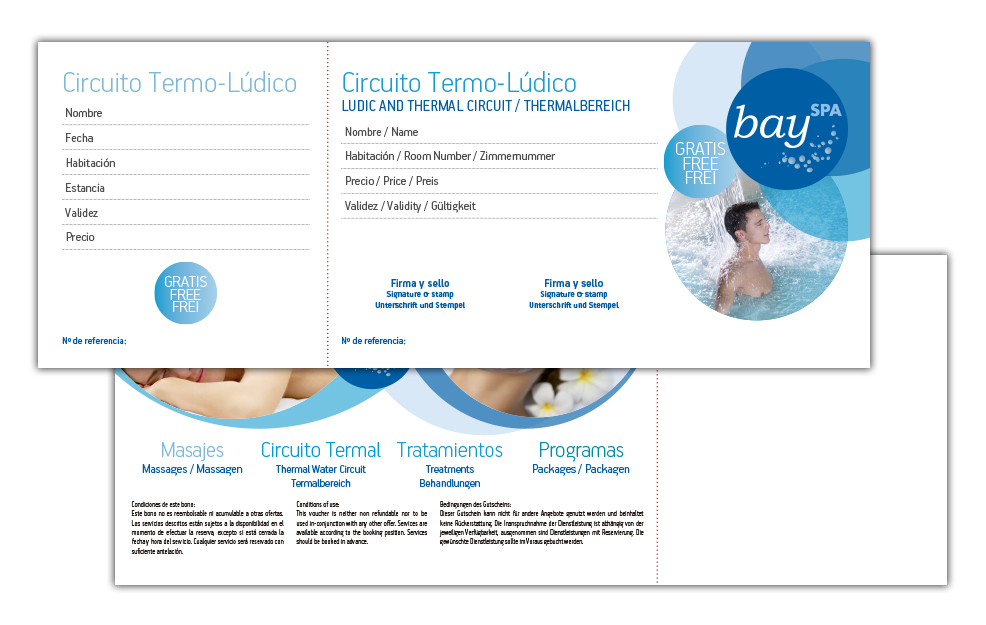 Circuito Termo-Lúdico
Nombre
Fecha
Habitación
Estancia
Validez
Precio
GRATIS
FREE
FREI
Nº de referencia:
Circuito Termo-Lúdico
LUDIC AND THERMAL CIRCUIT / THERMALBEREICH
Nombre / Name
Habitación / Room Number / Zimmernummer
Precio / Price / Preis
Validez / Validity / Gültigkeit
Firma y sello
Signature & stamp
Unterschrift und Stempel
Firma y sello
Signature & stamp
Unterschrift und Stempel
Nº de referencia:
GRATIS
FREE
FREI
bay SPA
Masajes
Massages / Massagen
Circuito Termal
Thermal Water Circuit
Termalbereich
Tratamientos
Treatments
Behandlungen
Programas
Packages / Packagen
Condiciones de este bono:
Este bono no es reembolsable ni acumulable a otras ofertas.
Los servicios descritos están sujetos a la disponibilidad en el
momento de efectuar la reserva, excepto si está cerrada la
fecha y hora del servicio. Cualquier servicio será reservado con
suficiente antelación.
Conditions of use:
This voucher is neither non refundable nor to be
used in-conjunction with any other offer. Services are
available according to the booking position. Services
should be booked in advance.
Bedingungen des Gutscheins:
Dieser Gutschein kann nicht für andere Angebote genutzt werden und beinhaltet
keine Rückerstattung. Die Inanspruchnahme der Dienstleistung ist abhängig von der
jeweiligen Verfügbarkeit, ausgenommen sind Dienstleistungen mit Reservierung. Die
gewünschte Dienstleistung sollte im Voraus gebucht werden.